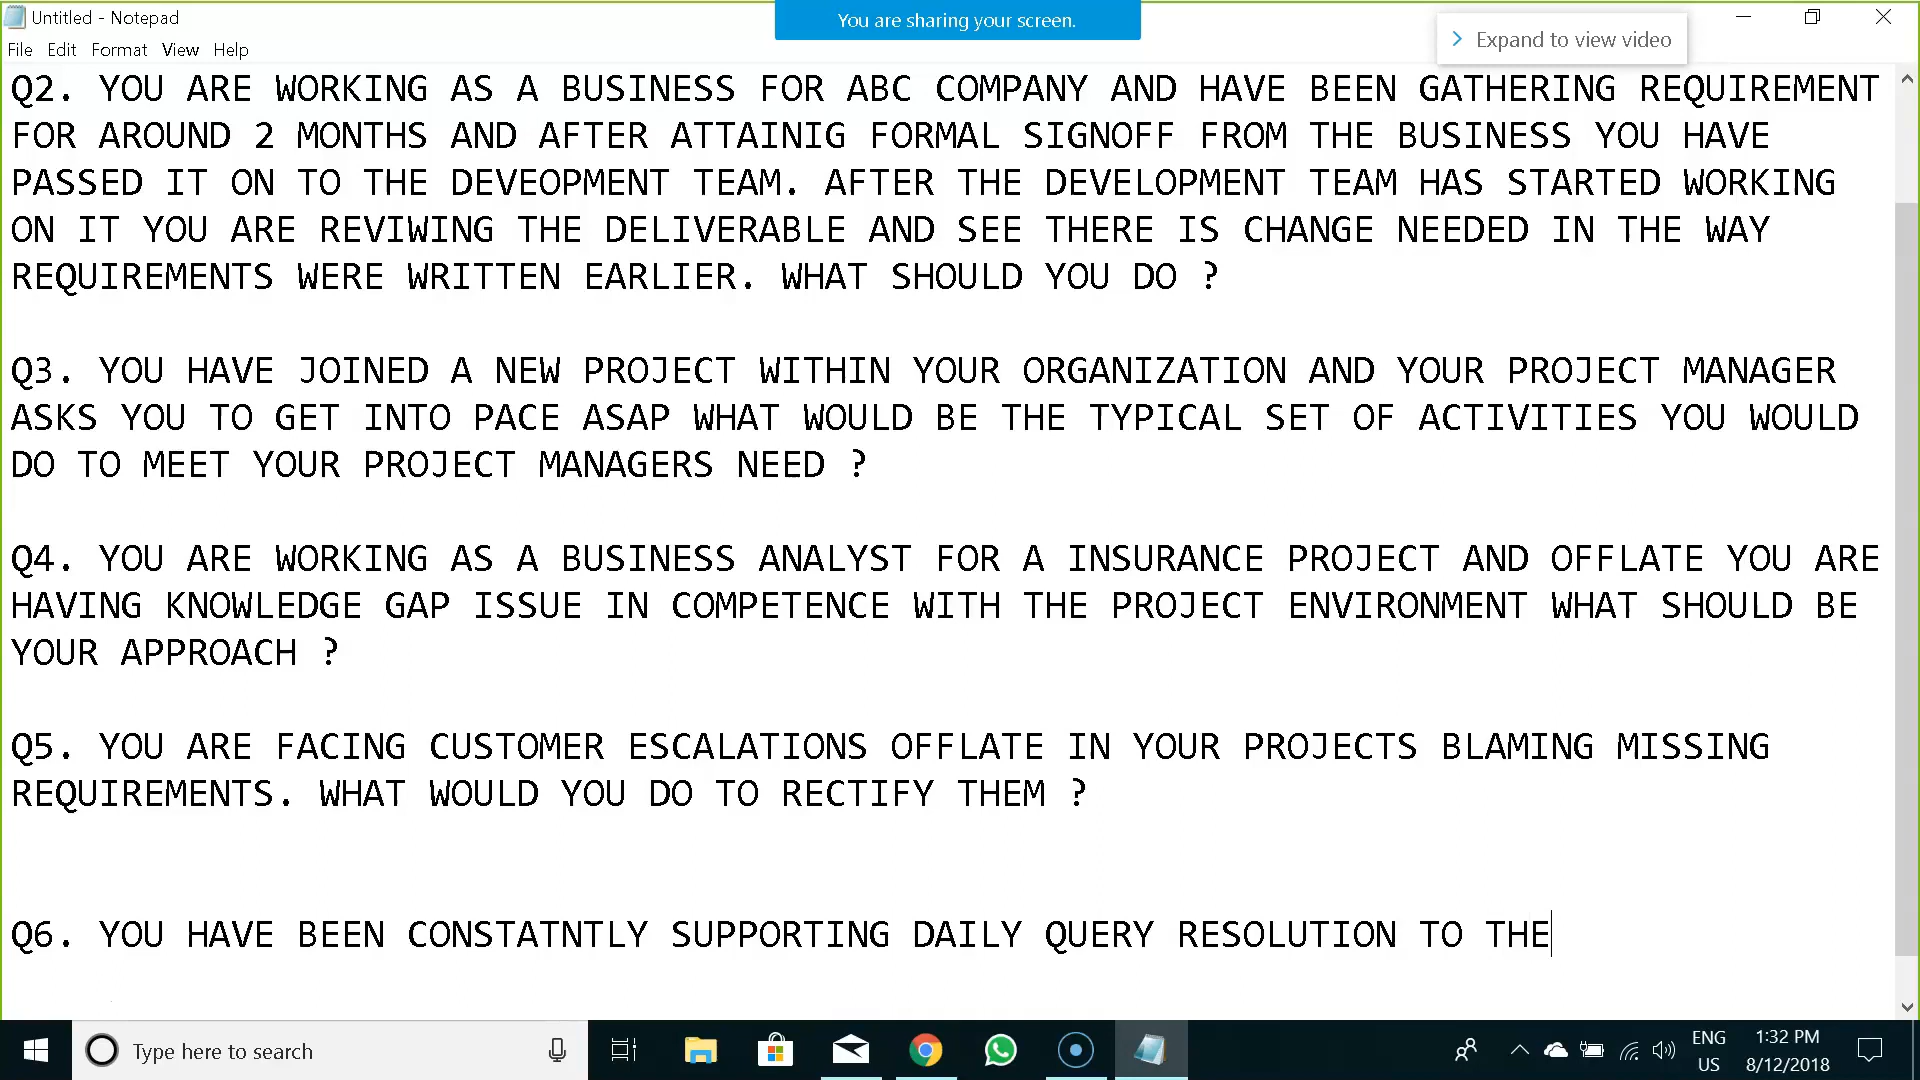 Untitled - Notepad
You are sharing your screen.
Expand to view video
File Edit Format View Help
Q2. YOU ARE WORKING AS A BUSINESS FOR ABC COMPANY AND HAVE BEEN GATHERING REQUIREMENT
FOR AROUND 2 MONTHS AND AFTER ATTAINIG FORMAL SIGNOFF FROM THE BUSINESS YOU HAVE
PASSED IT ON TO THE DEVEOPMENT TEAM. AFTER THE DEVELOPMENT TEAM HAS STARTED WORKING
ON IT YOU ARE REVIWING THE DELIVERABLE AND SEE THERE IS CHANGE NEEDED IN THE WAY
REQUIREMENTS WERE WRITTEN EARLIER. WHAT SHOULD YOU DO ?
Q3. YOU HAVE JOINED A NEW PROJECT WITHIN YOUR ORGANIZATION AND YOUR PROJECT MANAGER
ASKS YOU TO GET INTO PACE ASAP WHAT WOULD BE THE TYPICAL SET OF ACTIVITIES YOU WOULD
DO TO MEET YOUR PROJECT MANAGERS NEED ?
Q4. YOU ARE WORKING AS A BUSINESS ANALYST FOR A INSURANCE PROJECT AND OFFLATE YOU ARE
HAVING KNOWLEDGE GAP ISSUE IN COMPETENCE WITH THE PROJECT ENVIRONMENT WHAT SHOULD BE
YOUR APPROACH ?
Q5. YOU ARE FACING CUSTOMER ESCALATIONS OFFLATE IN YOUR PROJECTS BLAMING MISSING
REQUIREMENTS. WHAT WOULD YOU DO TO RECTIFY THEM ?
Q6. YOU HAVE BEEN CONSTATNTLY SUPPORTING DAILY QUERY RESOLUTION TO THE
Type here to search
ENG
US
1:32 PM
8/12/2018